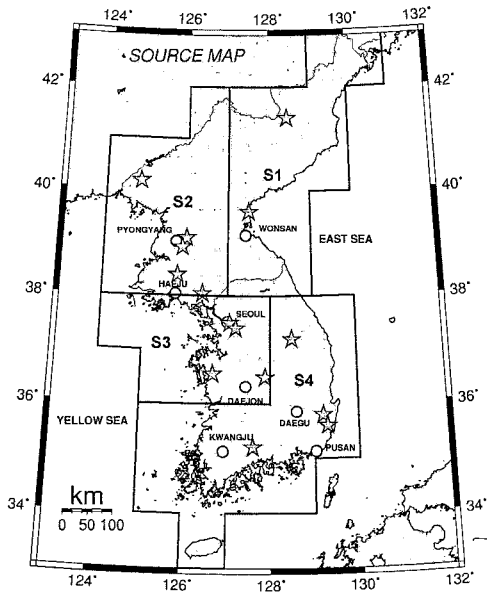 124° 126° 128° 130°
SOURCE MAP
42° 42°
S1
40° 40°
S2
PYONGYANG
WONSAN
EAST SEA
38° 38°
HAEJU
SEOUL
S3
S4
36° 36°
DAEJON
YELLOW SEA
DAEGU
KWANGJU
PUSAN
km
0 50 100
34° 34°
124° 126° 128° 130° 132°